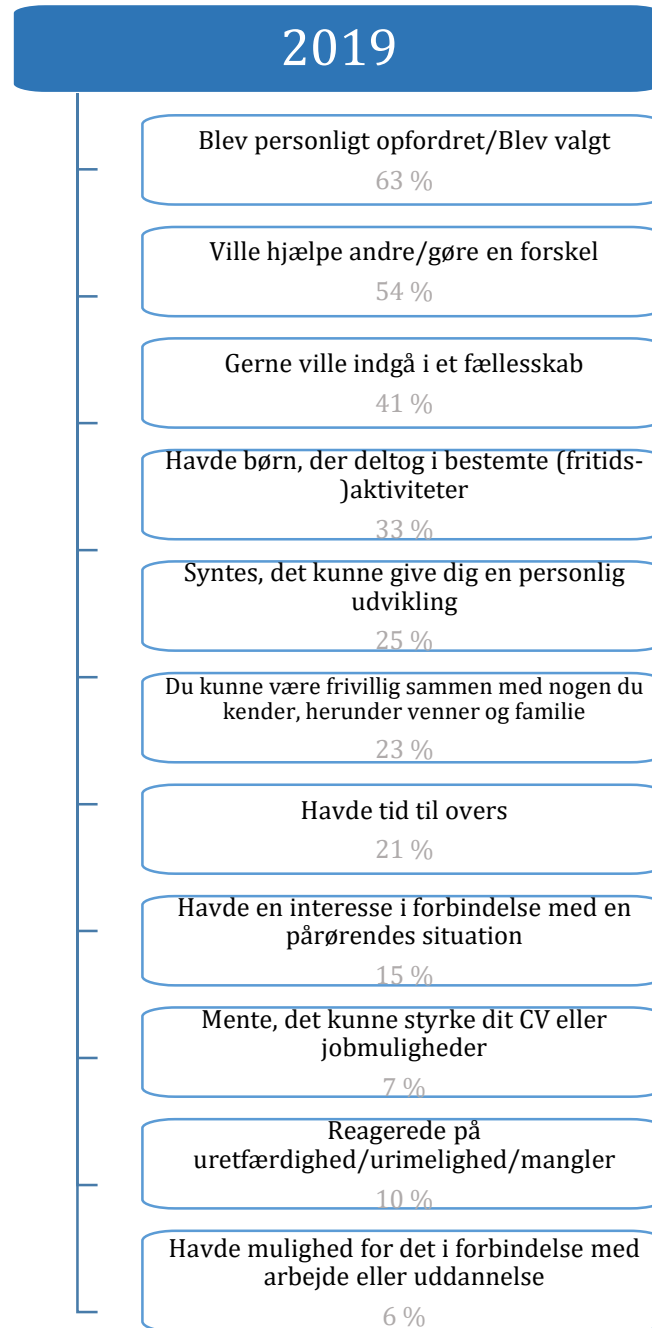 2019
Blev personligt opfordret/Blev valgt
63 %
Ville hjælpe andre/gøre en forskel
54 %
Gerne ville indgå i et fællesskab
41 %
Havde børn, der deltog i bestemte (fritids-
)aktiviteter
33 %
Syntes, det kunne give dig en personlig
udvikling
25 %
Du kunne være frivillig sammen med nogen du
kender, herunder venner og familie
23 %
Havde tid til overs
21 %
Havde en interesse i forbindelse med en
pårørendes situation
15 %
Mente, det kunne styrke dit CV eller
jobmuligheder
7 %
Reagerede på
uretfærdighed/urimelighed/mangler
10 %
Havde mulighed for det i forbindelse med
arbejde eller uddannelse
6 %